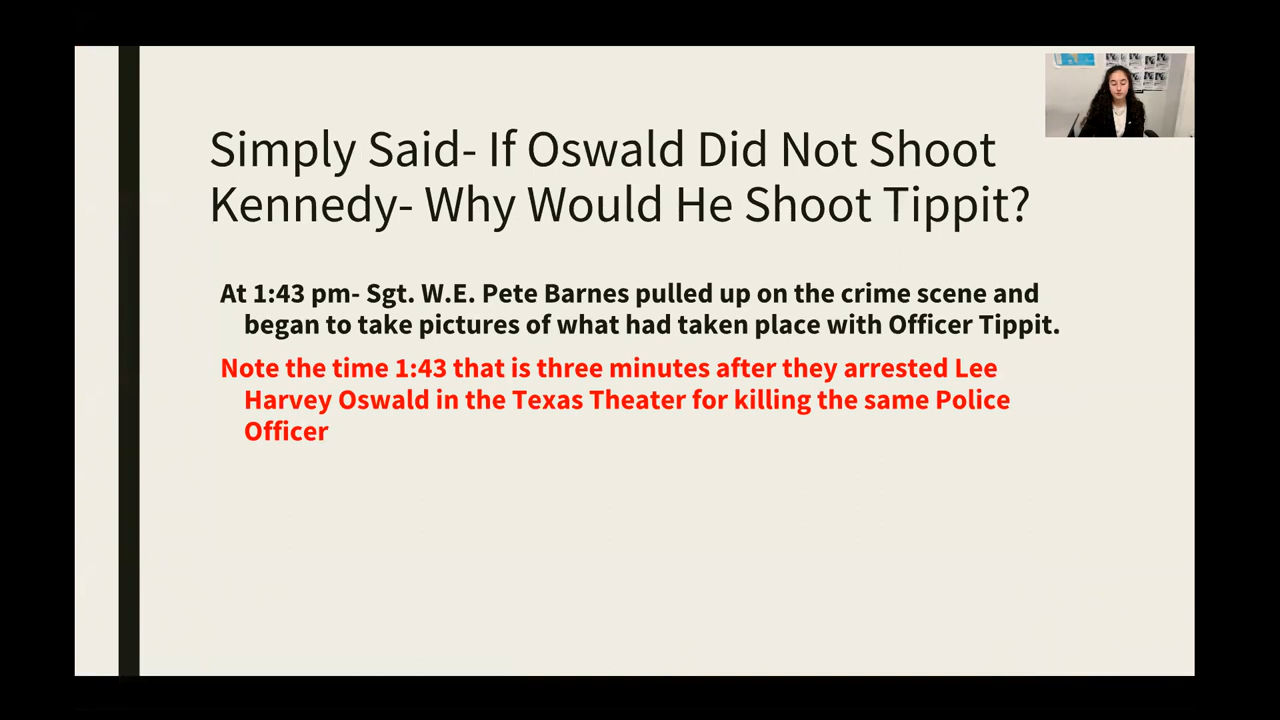 Simply Said- If Oswald Did Not Shoot
Kennedy- Why Would He Shoot Tippit?
At 1:43 pm- Sgt. W.E. Pete Barnes pulled up on the crime scene and
began to take pictures of what had taken place with Officer Tippit.
Note the time 1:43 that is three minutes after they arrested Lee
Harvey Oswald in the Texas Theater for killing the same Police
Officer